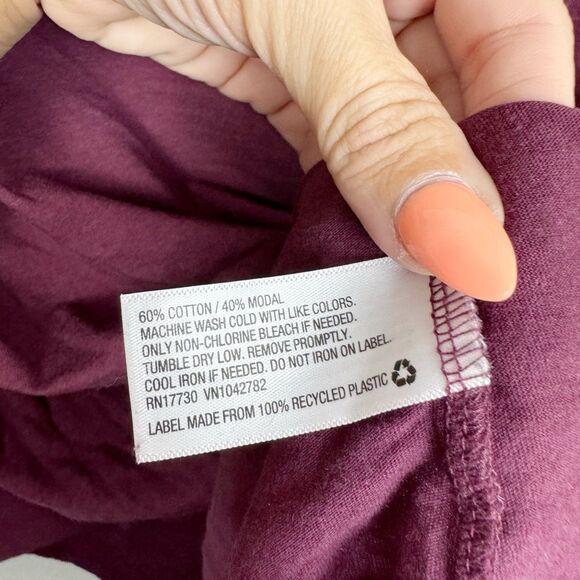 60% COTTON / 40% MODAL
MACHINE WASH COLD WITH LIKE COLORS.
ONLY NON-CHLORINE BLEACH IF NEEDED.
TUMBLE DRY LOW. REMOVE PROMPTLY.
COOL IRON IF NEEDED. DO NOT IRON ON LABEL.
RN17730 VN1042782
LABEL MADE FROM 100% RECYCLED PLASTIC